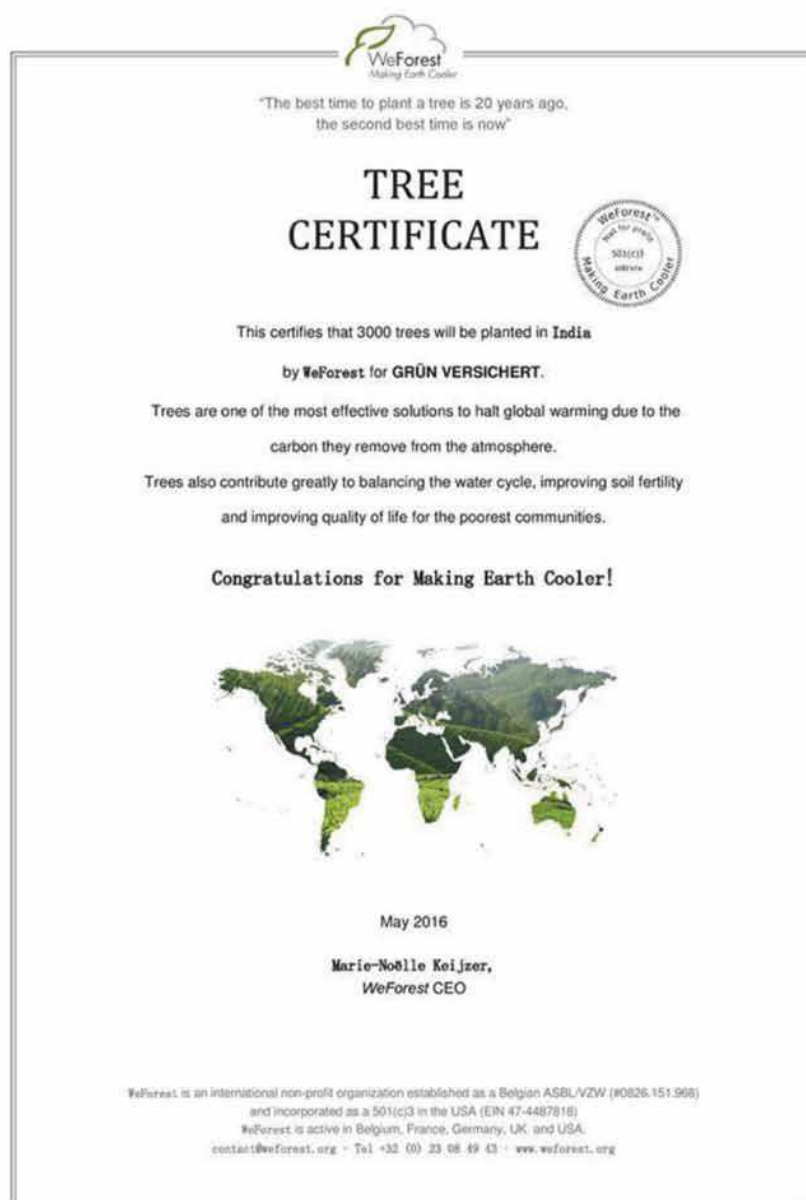 WeForest
Making Earth Cooler
"The best time to plant a tree is 20 years ago,
the second best time is now"
TREE
CERTIFICATE
WeForest™
Not for profit
501(c)3
Making Earth Cooler
This certifies that 3000 trees will be planted in India
by WeForest for GRÜN VERSICHERT.
Trees are one of the most effective solutions to halt global warming due to the
carbon they remove from the atmosphere.
Trees also contribute greatly to balancing the water cycle, improving soil fertility
and improving quality of life for the poorest communities.
Congratulations for Making Earth Cooler!
May 2016
Marie-Noëlle Keijzer,
WeForest CEO
WeForest is an international non-profit organization established as a Belgian ASBL/VZW (#0826.151.968)
and incorporated as a 501(c)3 in the USA (EIN 47-4487816)
WeForest is active in Belgium, France, Germany, UK and USA.
contact@weforest.org - Tel +32 (0) 23 08 49 43 - www.weforest.org